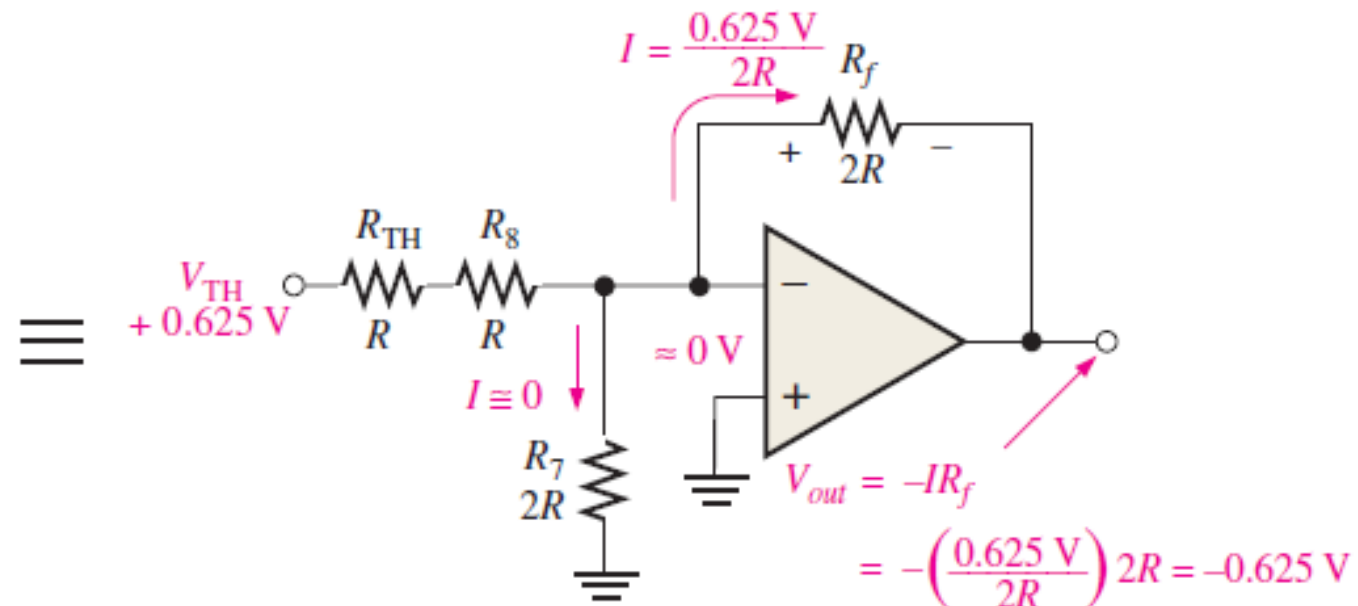 I = 0.625 V / 2R
R_f
+ −
2R
R_TH R_8
V_TH
+ 0.625 V
R R
≈ 0 V
I ≅ 0
−
+
R_7
2R
V_out = –IR_f
= –(0.625 V / 2R) 2R = –0.625 V